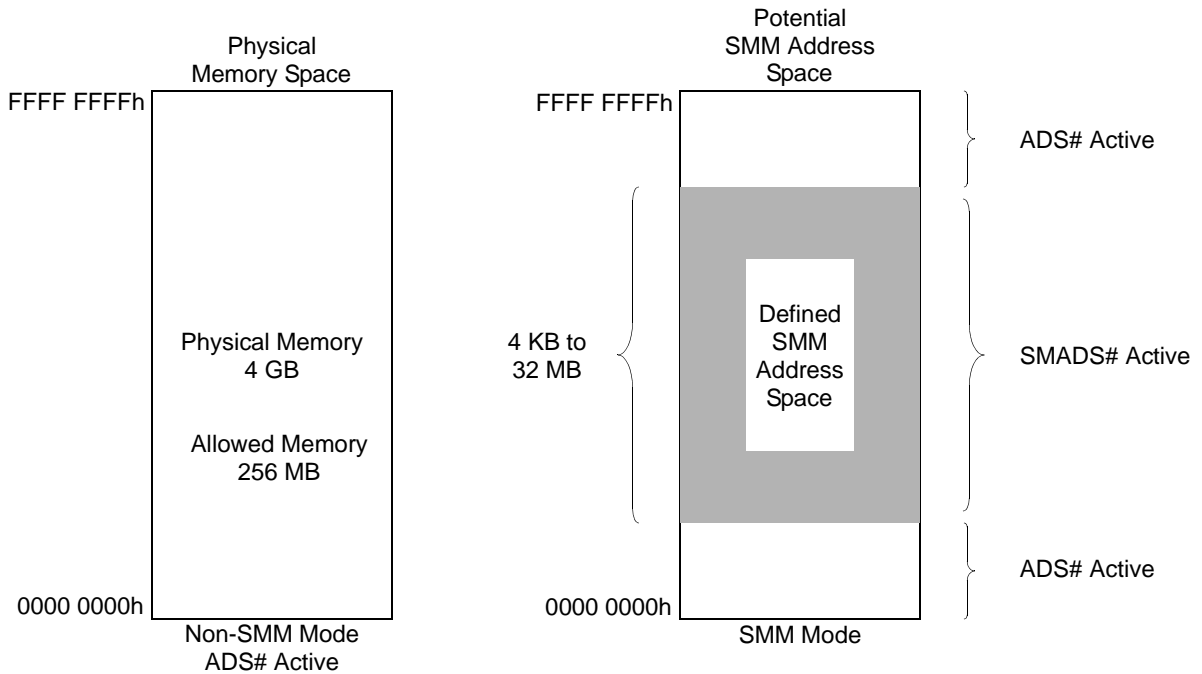 Physical
Memory Space
FFFF FFFFh
Physical Memory
4 GB
Allowed Memory
256 MB
0000 0000h
Non-SMM Mode
ADS# Active
Potential
SMM Address
Space
FFFF FFFFh
4 KB to
32 MB
Defined
SMM
Address
Space
0000 0000h
SMM Mode
ADS# Active
SMADS# Active
ADS# Active